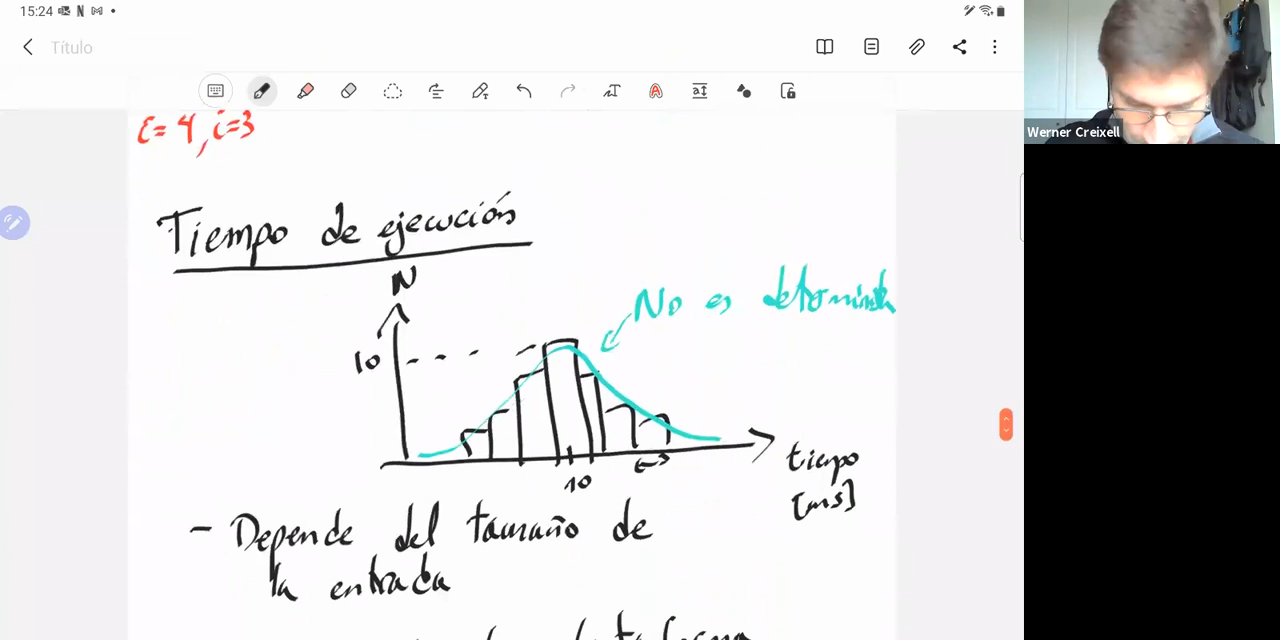 15:24
Título
Werner Creixell
ε= 4, i=3
Tiempo de ejecución
N
No es
10
10
tiempo
[ms]
- Depende del tamaño de
la entrada